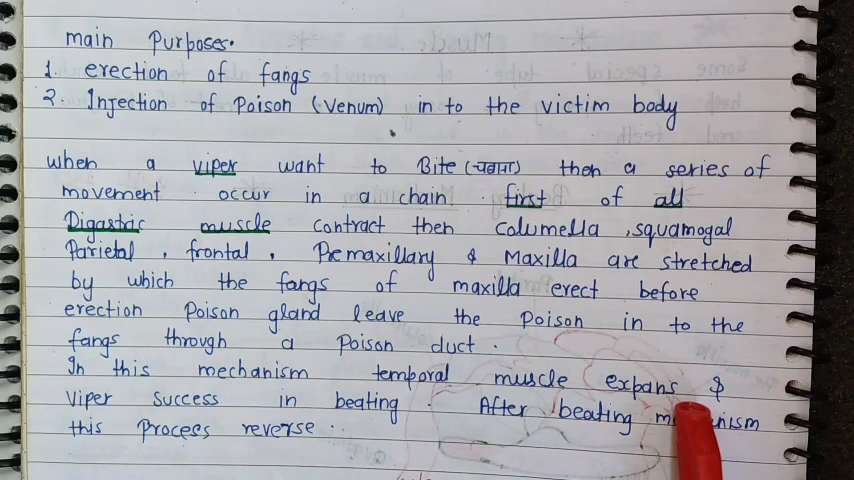 main Purposes.
1. erection of fangs
2. Injection of Poison (Venum) in to the victim body
when a viper want to Bite (चबाना) then a series of
movement occur in a chain first of all
Digastric muscle contract then columella, squamogal
Parietal, frontal, Premaxillary & Maxilla are stretched
by which the fangs of maxilla erect before
erection Poison gland leave the Poison in to the
fangs through a Poison duct.
In this mechanism temporal muscle expans &
Viper success in beating. After beating
this Process reverse..